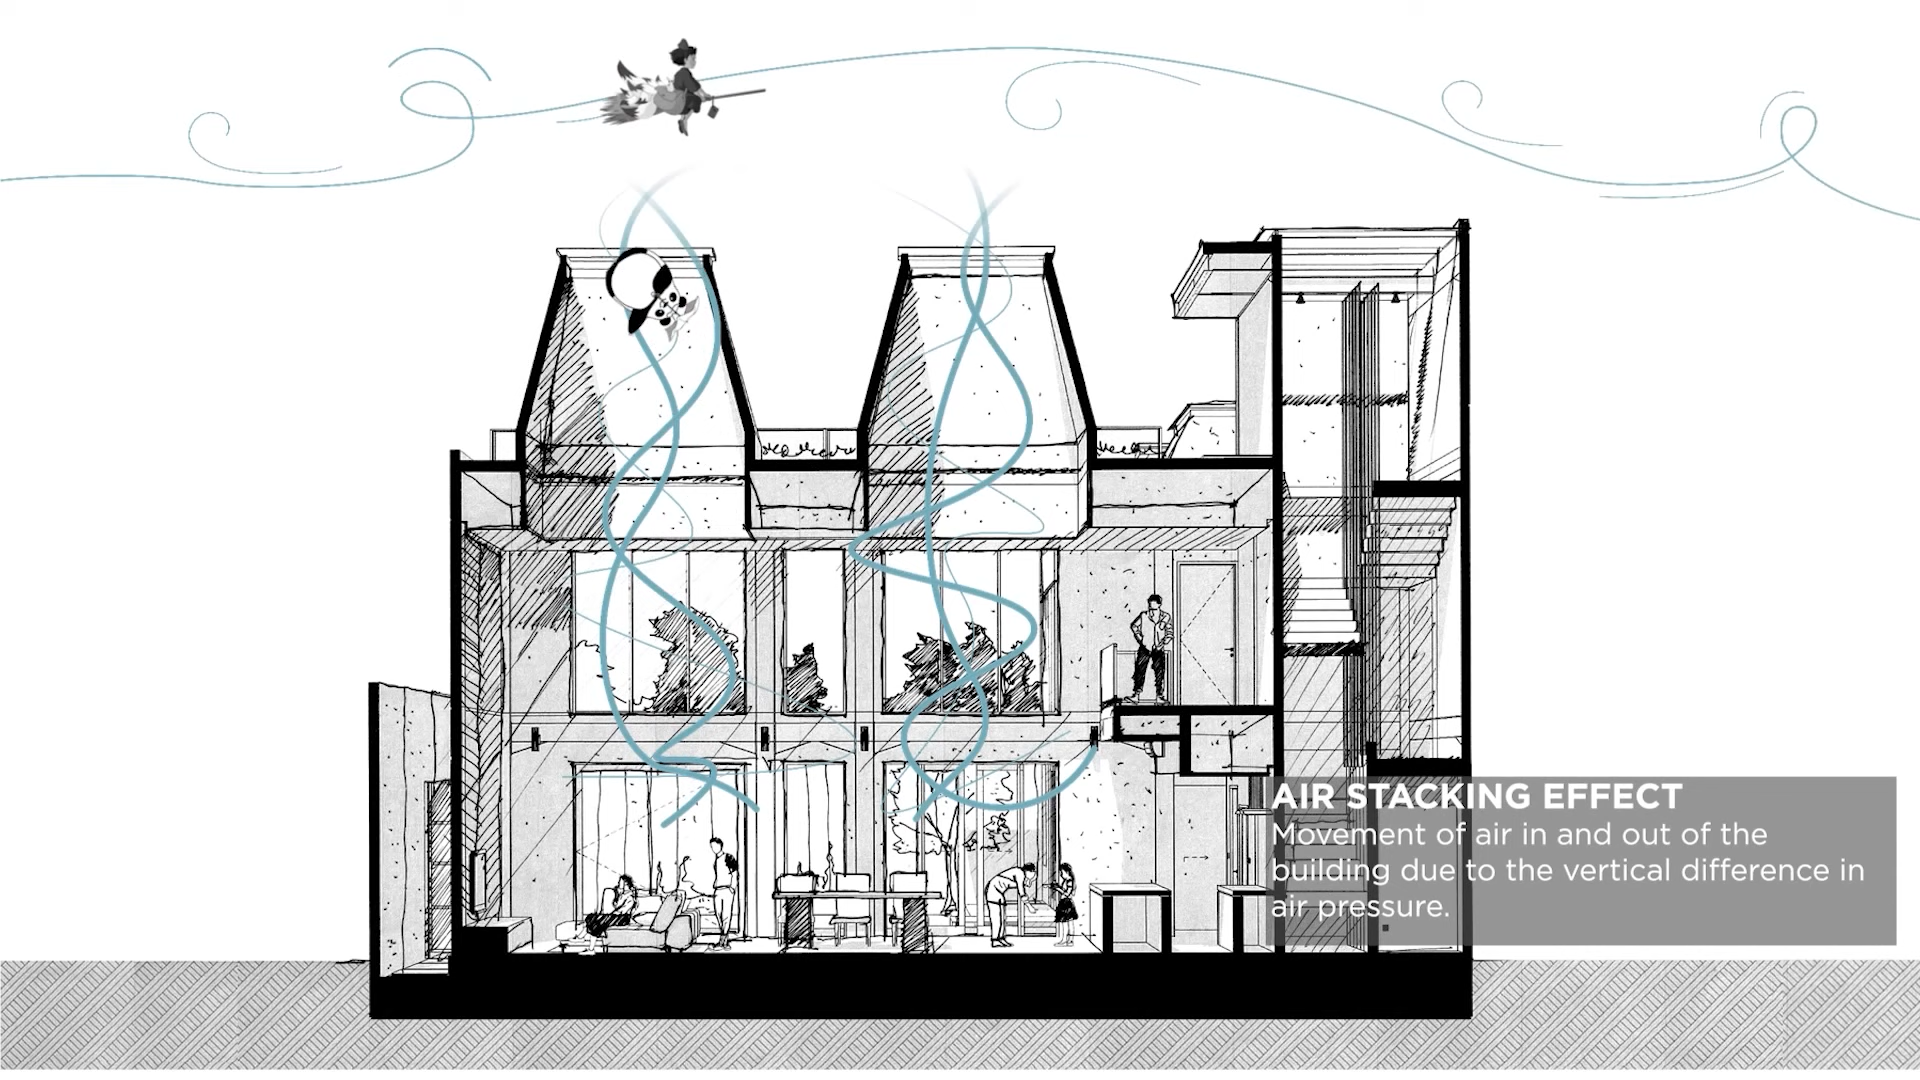 AIR STACKING EFFECT
Movement of air in and out of the
building due to the vertical difference in
air pressure.